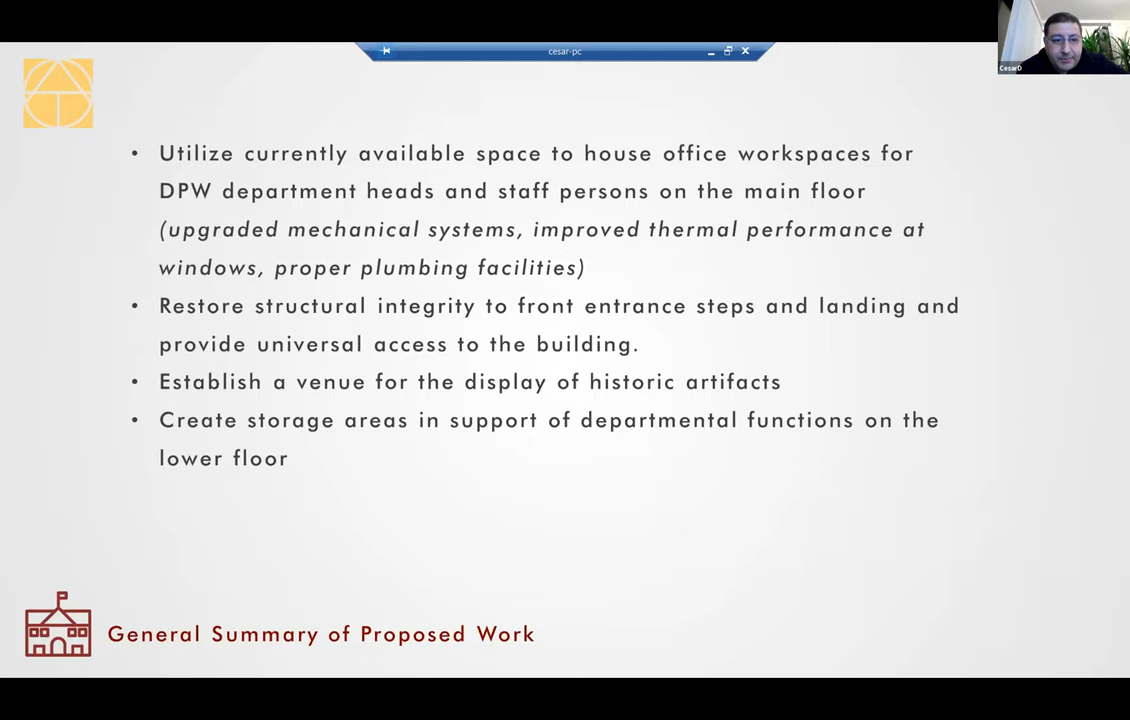 cesar-pc
CesarD
• Utilize currently available space to house office workspaces for
DPW department heads and staff persons on the main floor
(upgraded mechanical systems, improved thermal performance at
windows, proper plumbing facilities)
• Restore structural integrity to front entrance steps and landing and
provide universal access to the building.
• Establish a venue for the display of historic artifacts
• Create storage areas in support of departmental functions on the
lower floor
General Summary of Proposed Work